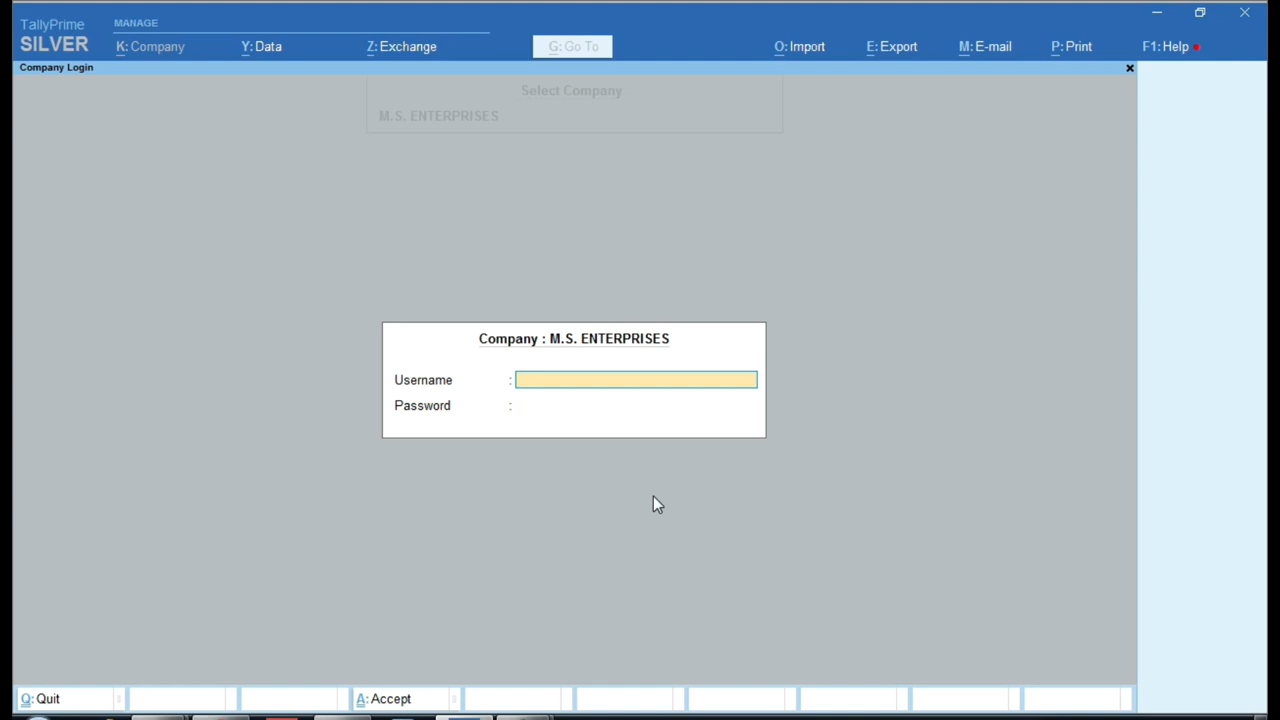 TallyPrime
SILVER
MANAGE
K: Company
Y: Data
Z: Exchange
G: Go To
O: Import
E: Export
M: E-mail
P: Print
F1: Help
Company Login
Select Company
M.S. ENTERPRISES
Company : M.S. ENTERPRISES
Username :
Password :
Q: Quit
A: Accept